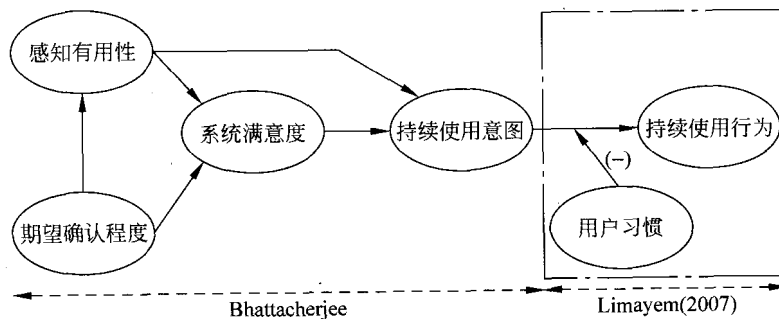 感知有用性
系统满意度
持续使用意图
持续使用行为
(--)
期望确认程度
用户习惯
Bhattacherjee
Limayem(2007)